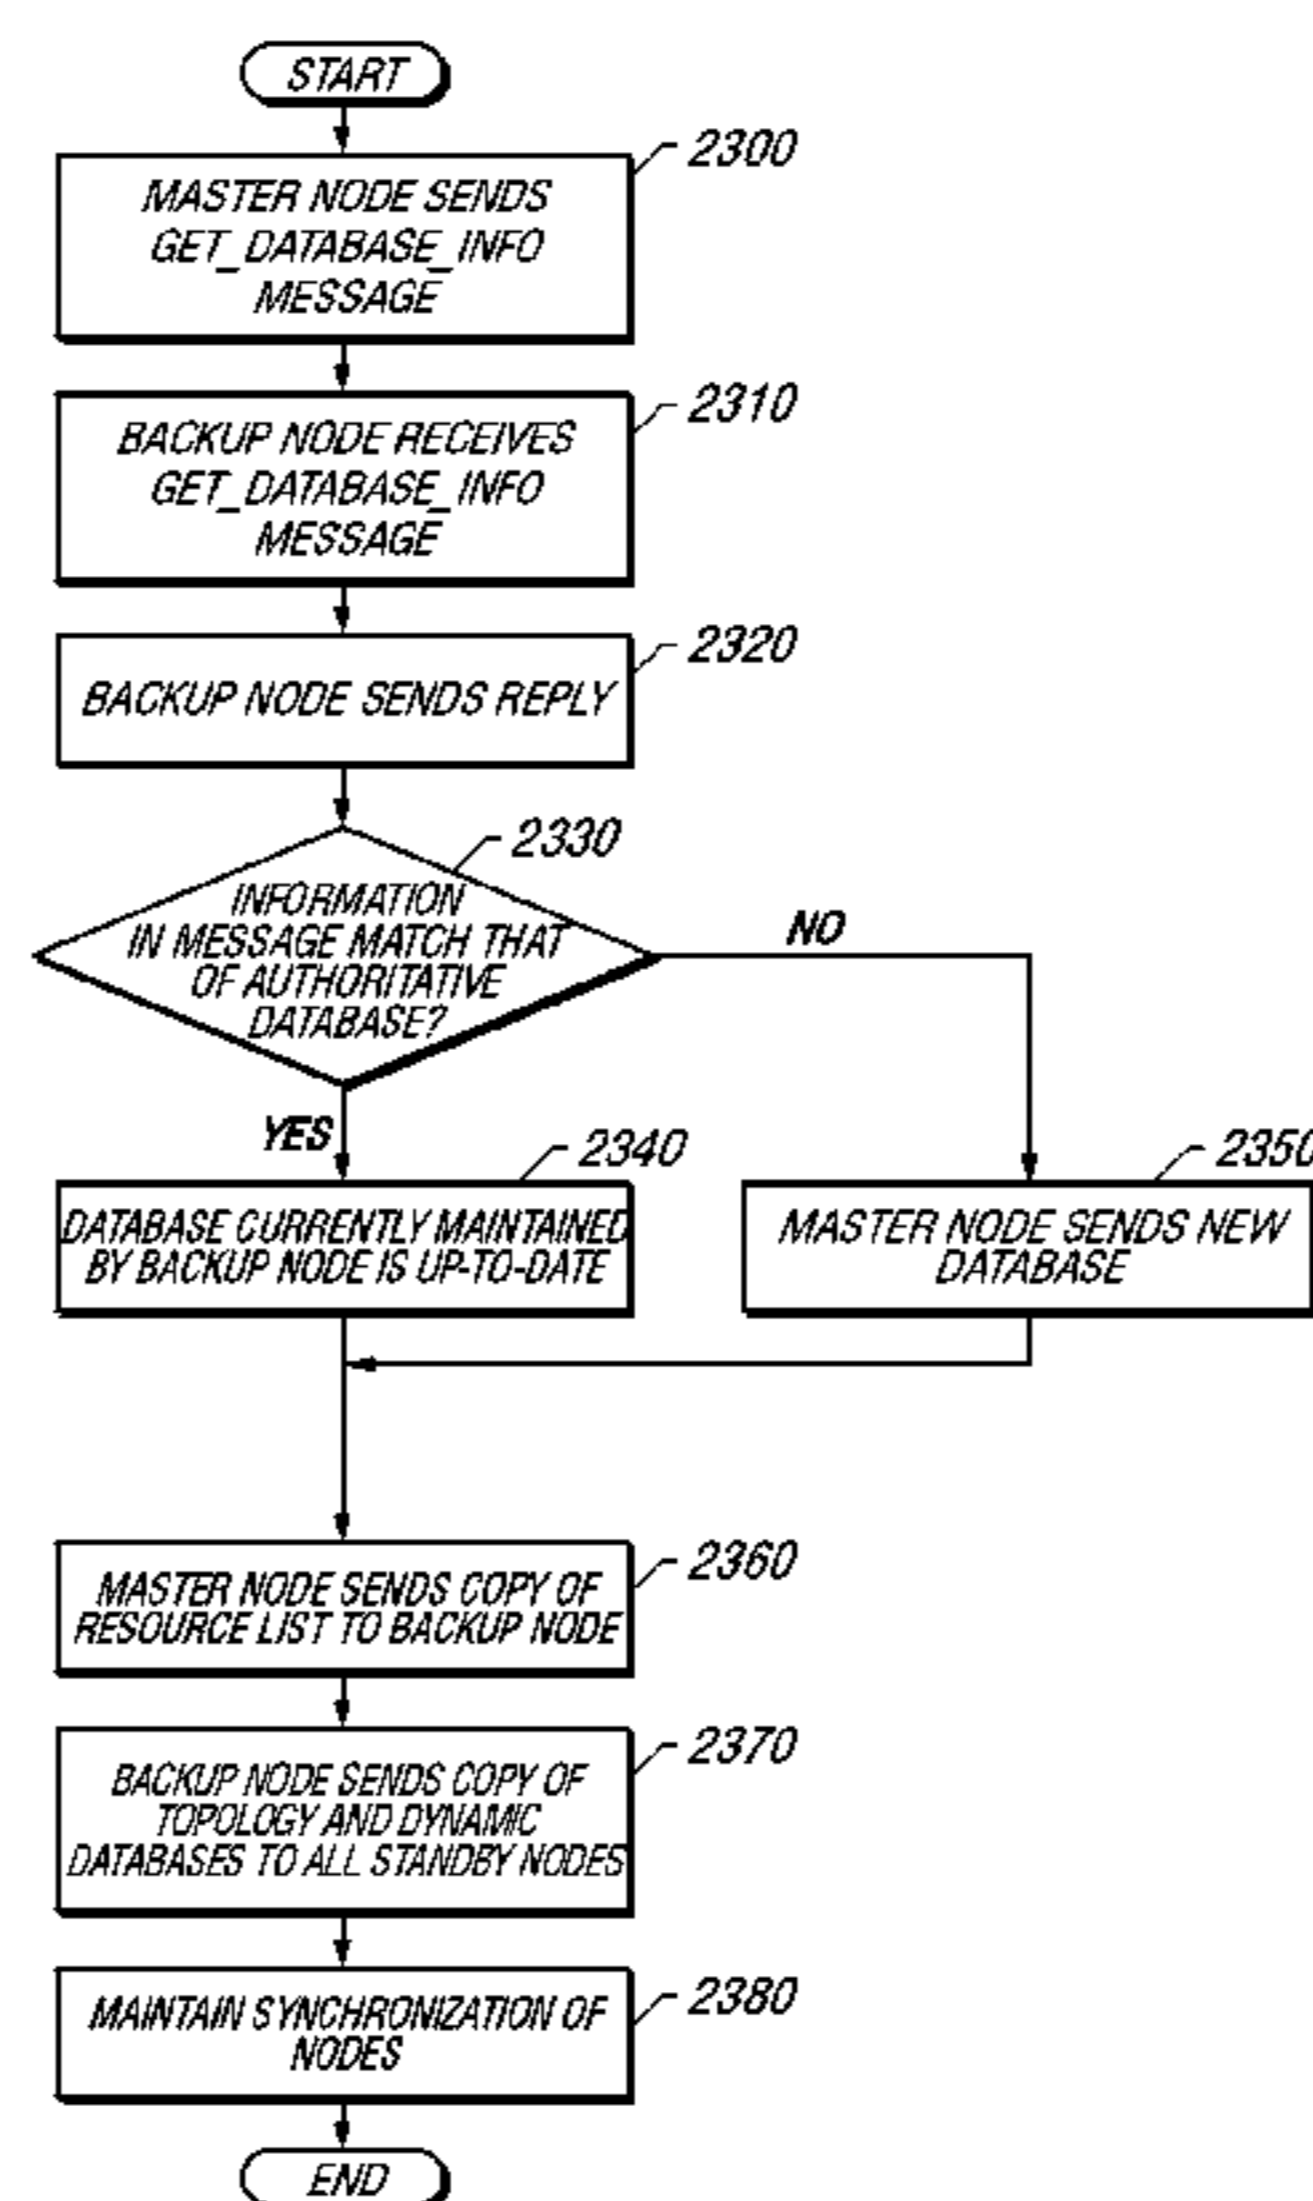 START
2300
MASTER NODE SENDS
GET_DATABASE_INFO
MESSAGE
2310
BACKUP NODE RECEIVES
GET_DATABASE_INFO
MESSAGE
2320
BACKUP NODE SENDS REPLY
2330
INFORMATION
IN MESSAGE MATCH THAT
OF AUTHORITATIVE
DATABASE?
NO
YES
2340
DATABASE CURRENTLY MAINTAINED
BY BACKUP NODE IS UP-TO-DATE
2350
MASTER NODE SENDS NEW
DATABASE
2360
MASTER NODE SENDS COPY OF
RESOURCE LIST TO BACKUP NODE
2370
BACKUP NODE SENDS COPY OF
TOPOLOGY AND DYNAMIC
DATABASES TO ALL STANDBY NODES
2380
MAINTAIN SYNCHRONIZATION OF
NODES
END